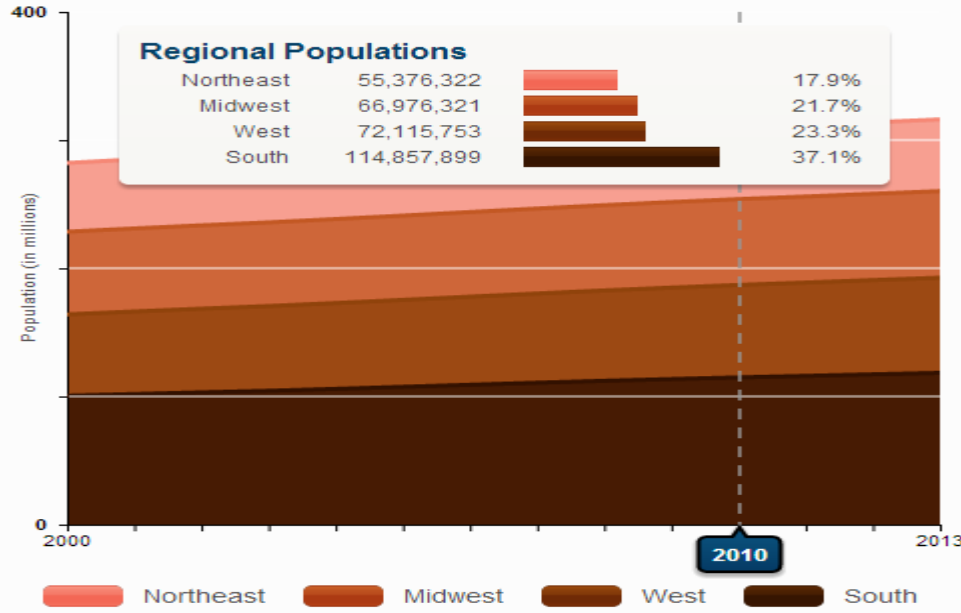 400
Regional Populations
Northeast 55,376,322 17.9%
Midwest 66,976,321 21.7%
West 72,115,753 23.3%
South 114,857,899 37.1%
Population (in millions)
0
2000 2010 2013
Northeast Midwest West South